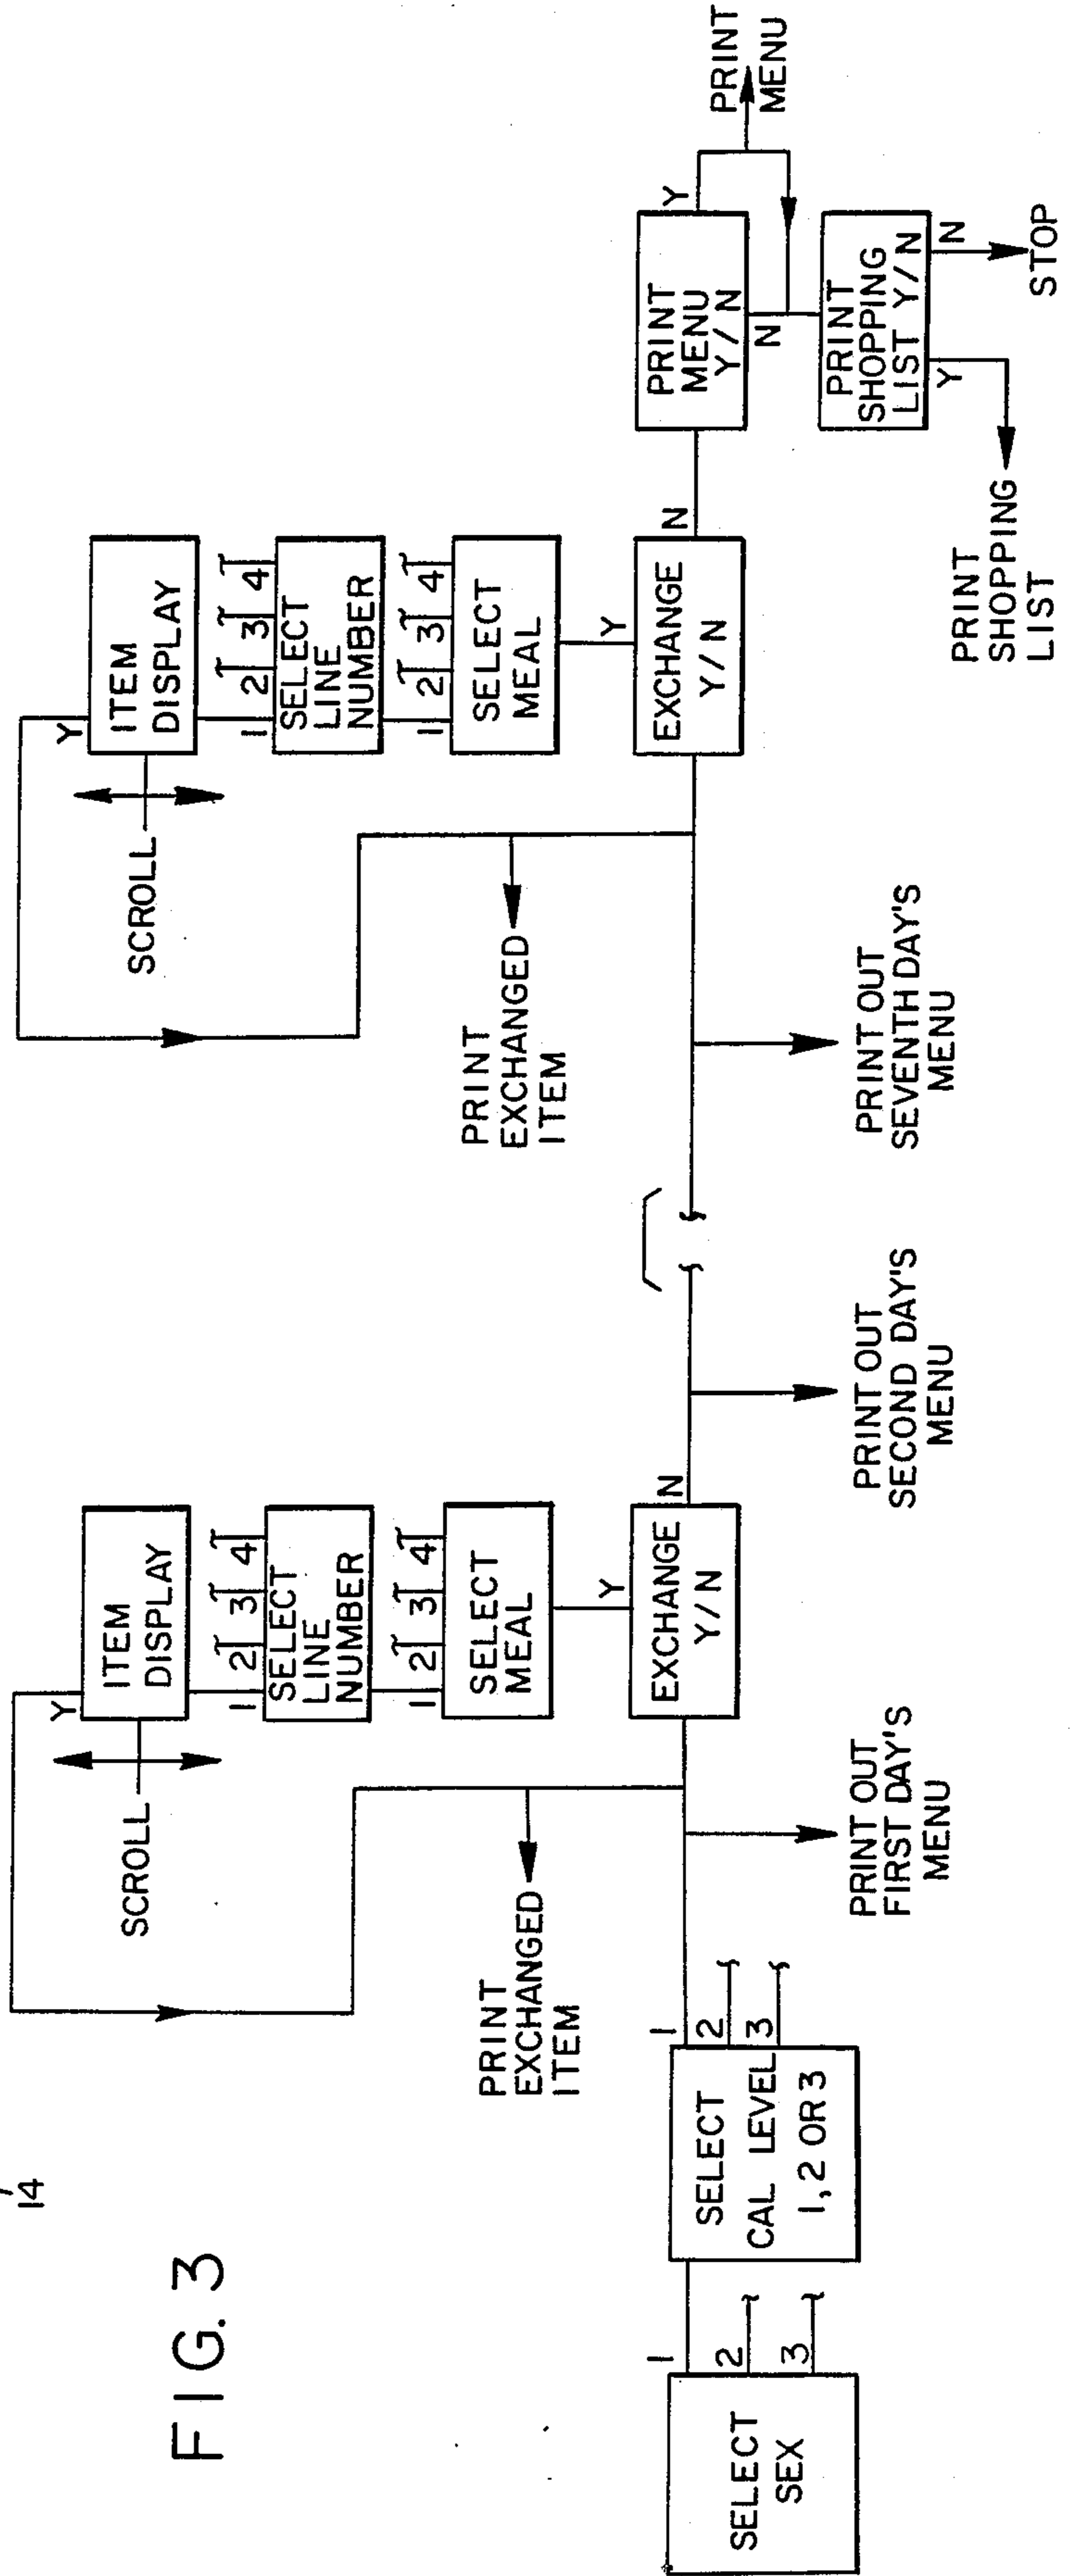 14
FIG. 3
SELECT
SEX
1
2
3
SELECT
CAL LEVEL
1, 2 OR 3
1
2
3
PRINT OUT
FIRST DAY'S
MENU
PRINT
EXCHANGED
ITEM
SCROLL
Y
ITEM
DISPLAY
1 2 3 4
SELECT
LINE
NUMBER
1 2 3 4
SELECT
MEAL
Y
EXCHANGE
Y/N
N
PRINT OUT
SECOND DAY'S
MENU
PRINT OUT
SEVENTH DAY'S
MENU
PRINT
EXCHANGED
ITEM
SCROLL
Y
ITEM
DISPLAY
1 2 3 4
SELECT
LINE
NUMBER
1 2 3 4
SELECT
MEAL
Y
EXCHANGE
Y/N
N
PRINT
MENU
Y/N
Y
N
PRINT
MENU
PRINT
SHOPPING
LIST Y/N
Y
N
PRINT
SHOPPING
LIST
STOP